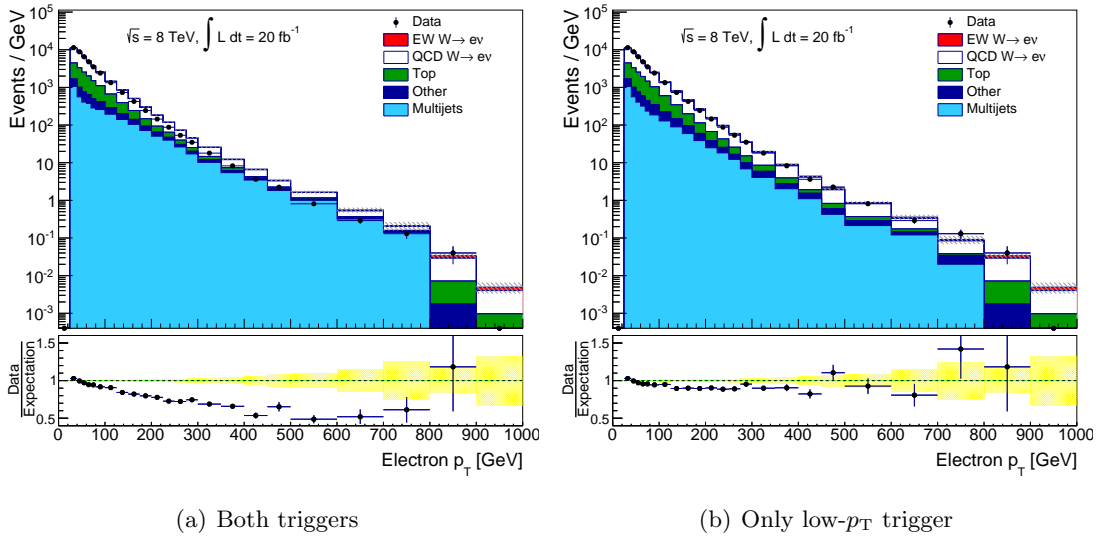 √s = 8 TeV, ∫ L dt = 20 fb⁻¹
Data
EW W→ eν
QCD W→ eν
Top
Other
Multijets
Events / GeV
10⁵
10⁴
10³
10²
10
1
10⁻¹
10⁻²
10⁻³
Data
Expectation
1.6
1
0.5
0 100 200 300 400 500 600 700 800 900 1000
Electron p_T [GeV]
(a) Both triggers
√s = 8 TeV, ∫ L dt = 20 fb⁻¹
Data
EW W→ eν
QCD W→ eν
Top
Other
Multijets
Events / GeV
10⁵
10⁴
10³
10²
10
1
10⁻¹
10⁻²
10⁻³
Data
Expectation
1.6
1
0.5
0 100 200 300 400 500 600 700 800 900 1000
Electron p_T [GeV]
(b) Only low-p_T trigger